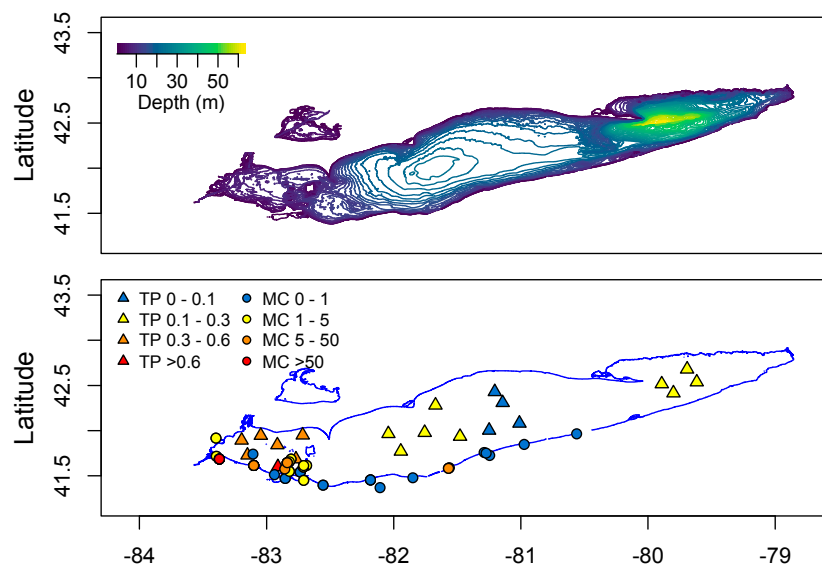 43.5
42.5
41.5
Latitude
10 30 50
Depth (m)
43.5
42.5
41.5
Latitude
TP 0 - 0.1 MC 0 - 1
TP 0.1 - 0.3 MC 1 - 5
TP 0.3 - 0.6 MC 5 - 50
TP >0.6 MC >50
-84 -83 -82 -81 -80 -79